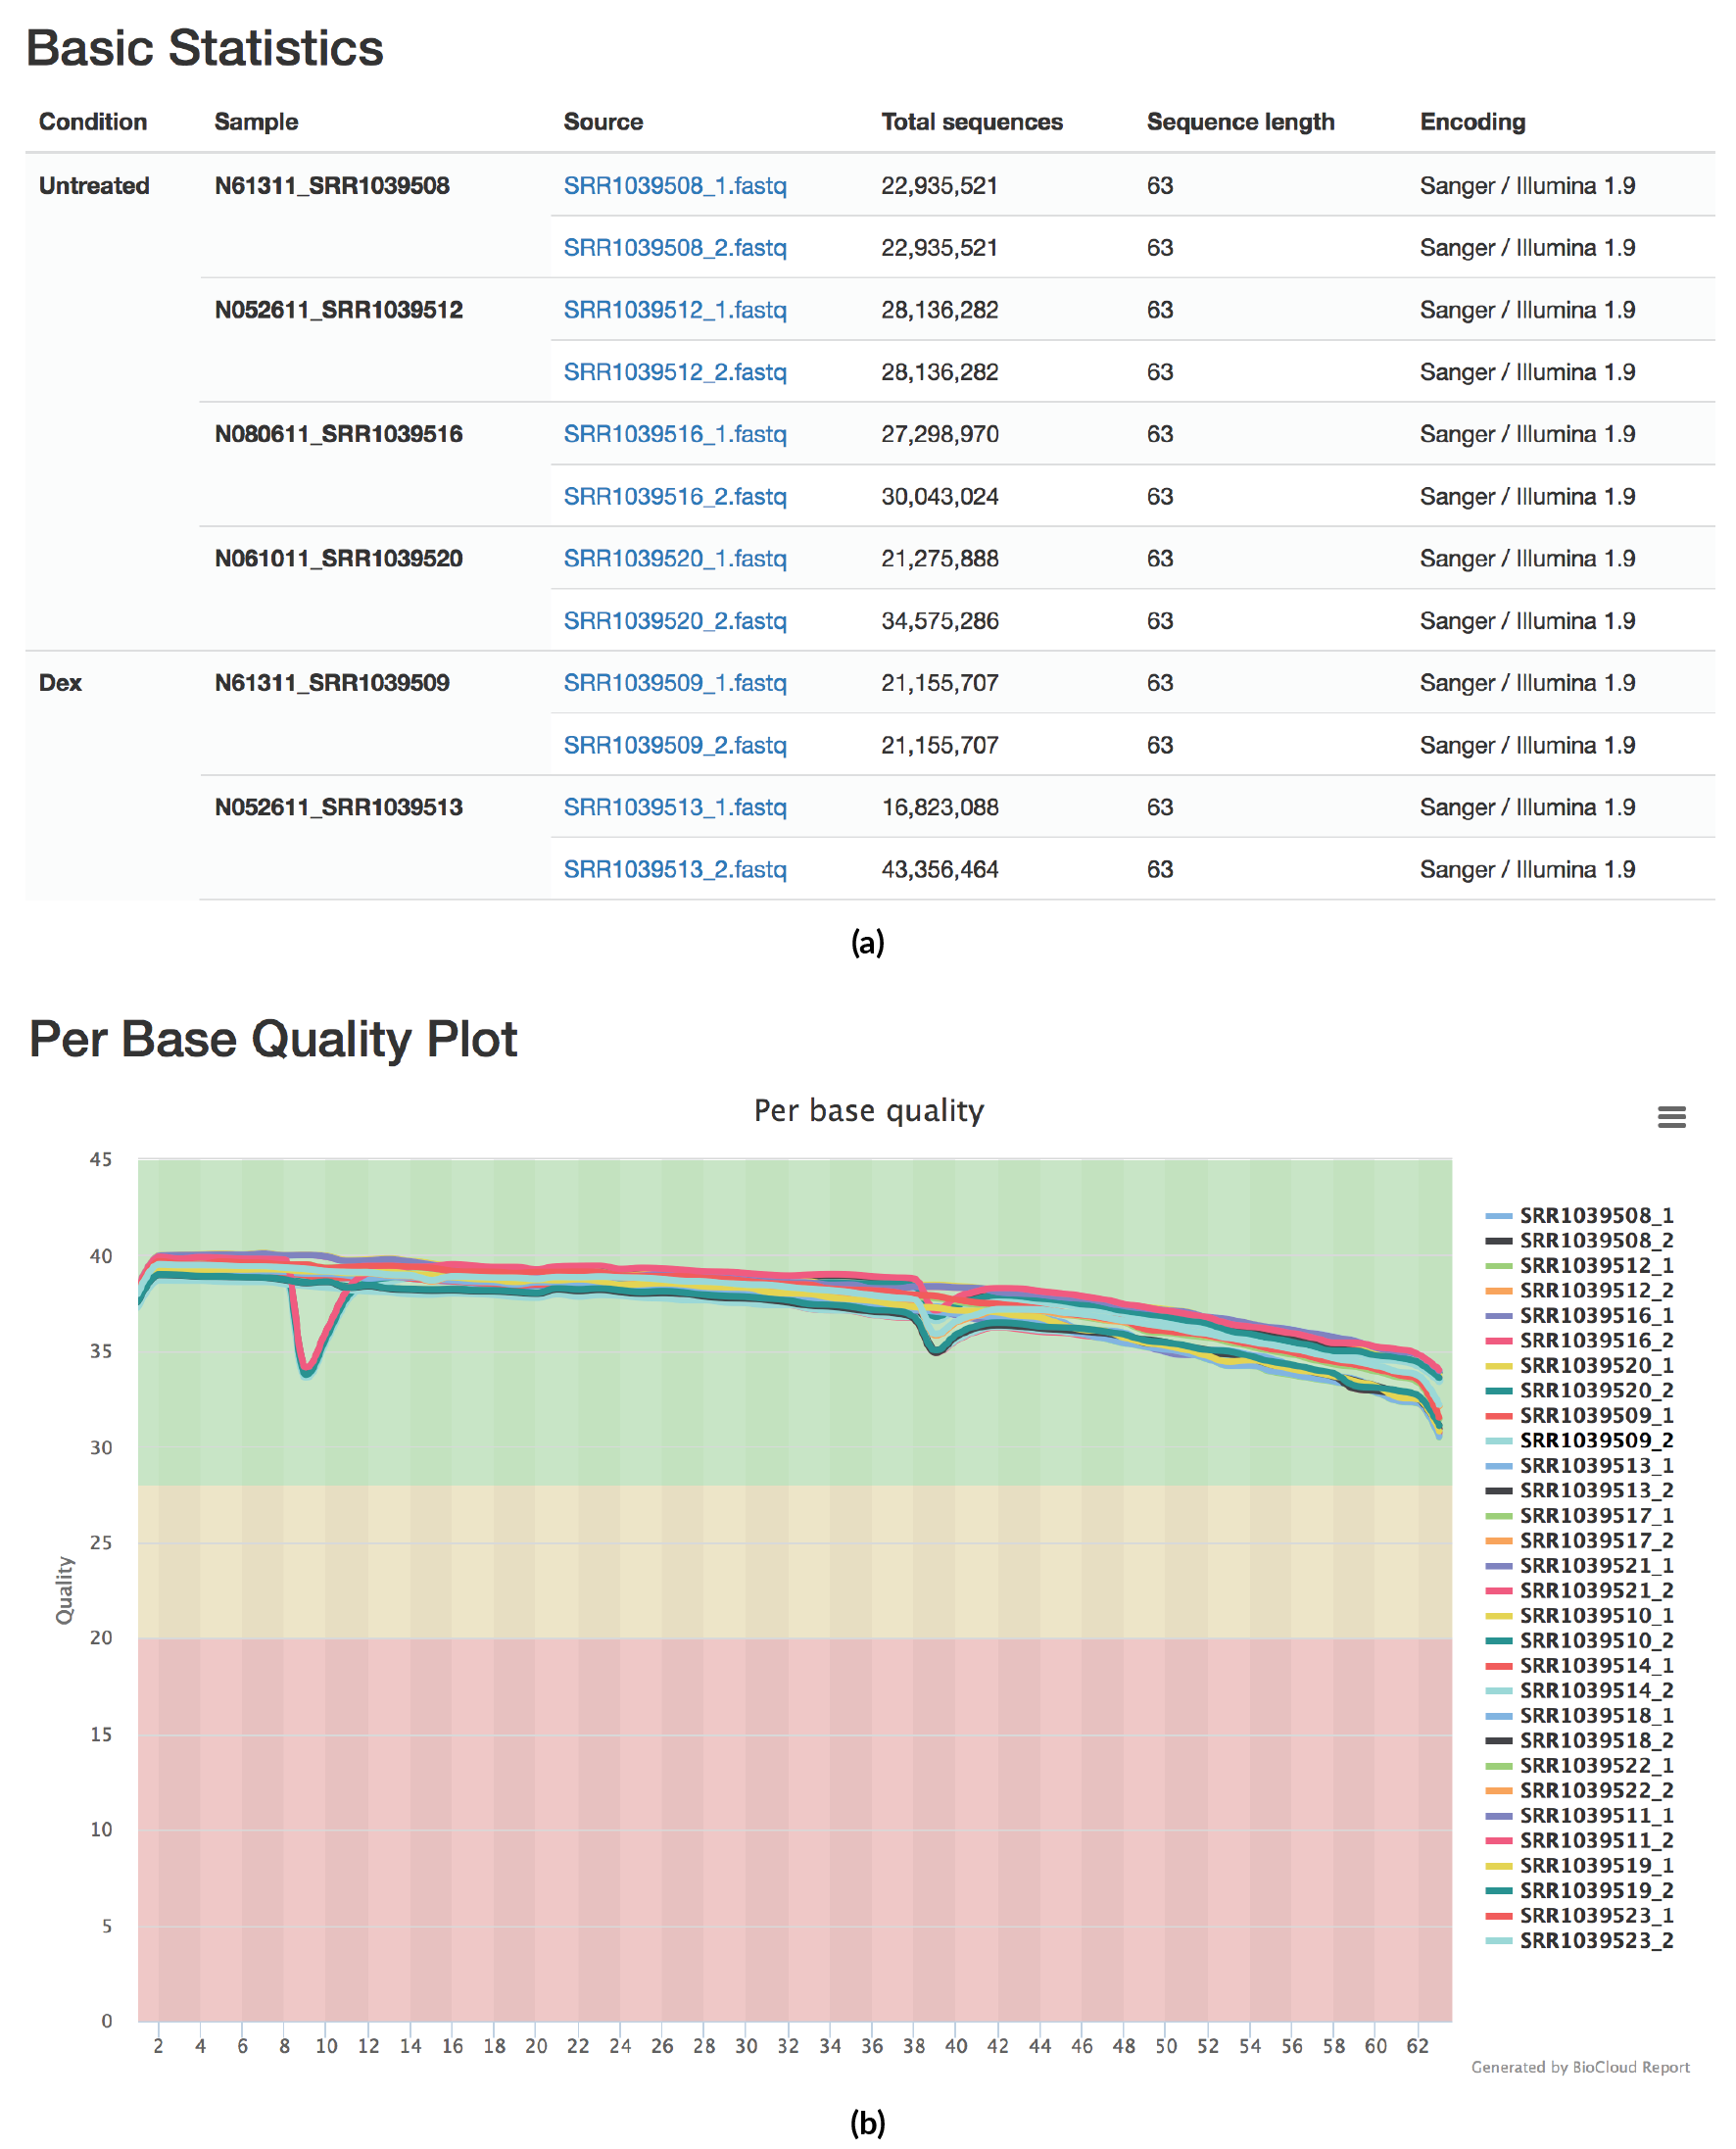 Basic Statistics
Condition Sample Source Total sequences Sequence length Encoding
Untreated N61311_SRR1039508 SRR1039508_1.fastq 22,935,521 63 Sanger / Illumina 1.9
SRR1039508_2.fastq 22,935,521 63 Sanger / Illumina 1.9
N052611_SRR1039512 SRR1039512_1.fastq 28,136,282 63 Sanger / Illumina 1.9
SRR1039512_2.fastq 28,136,282 63 Sanger / Illumina 1.9
N080611_SRR1039516 SRR1039516_1.fastq 27,298,970 63 Sanger / Illumina 1.9
SRR1039516_2.fastq 30,043,024 63 Sanger / Illumina 1.9
N061011_SRR1039520 SRR1039520_1.fastq 21,275,888 63 Sanger / Illumina 1.9
SRR1039520_2.fastq 34,575,286 63 Sanger / Illumina 1.9
Dex N61311_SRR1039509 SRR1039509_1.fastq 21,155,707 63 Sanger / Illumina 1.9
SRR1039509_2.fastq 21,155,707 63 Sanger / Illumina 1.9
N052611_SRR1039513 SRR1039513_1.fastq 16,823,088 63 Sanger / Illumina 1.9
SRR1039513_2.fastq 43,356,464 63 Sanger / Illumina 1.9
(a)
Per Base Quality Plot
Per base quality
45
40
35
30
25
20
15
10
5
0
Quality
2 4 6 8 10 12 14 16 18 20 22 24 26 28 30 32 34 36 38 40 42 44 46 48 50 52 54 56 58 60 62
SRR1039508_1
SRR1039508_2
SRR1039512_1
SRR1039512_2
SRR1039516_1
SRR1039516_2
SRR1039520_1
SRR1039520_2
SRR1039509_1
SRR1039509_2
SRR1039513_1
SRR1039513_2
SRR1039517_1
SRR1039517_2
SRR1039521_1
SRR1039521_2
SRR1039510_1
SRR1039510_2
SRR1039514_1
SRR1039514_2
SRR1039518_1
SRR1039518_2
SRR1039522_1
SRR1039522_2
SRR1039511_1
SRR1039511_2
SRR1039519_1
SRR1039519_2
SRR1039523_1
SRR1039523_2
Generated by BioCloud Report
(b)